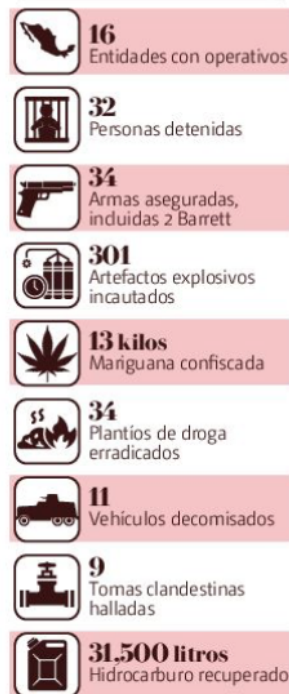 16
Entidades con operativos
32
Personas detenidas
34
Armas aseguradas,
incluidas 2 Barrett
301
Artefactos explosivos
incautados
13 kilos
Mariguana confiscada
34
Plantíos de droga
erradicados
11
Vehículos decomisados
9
Tomas clandestinas
halladas
31,500 litros
Hidrocarburo recuperado